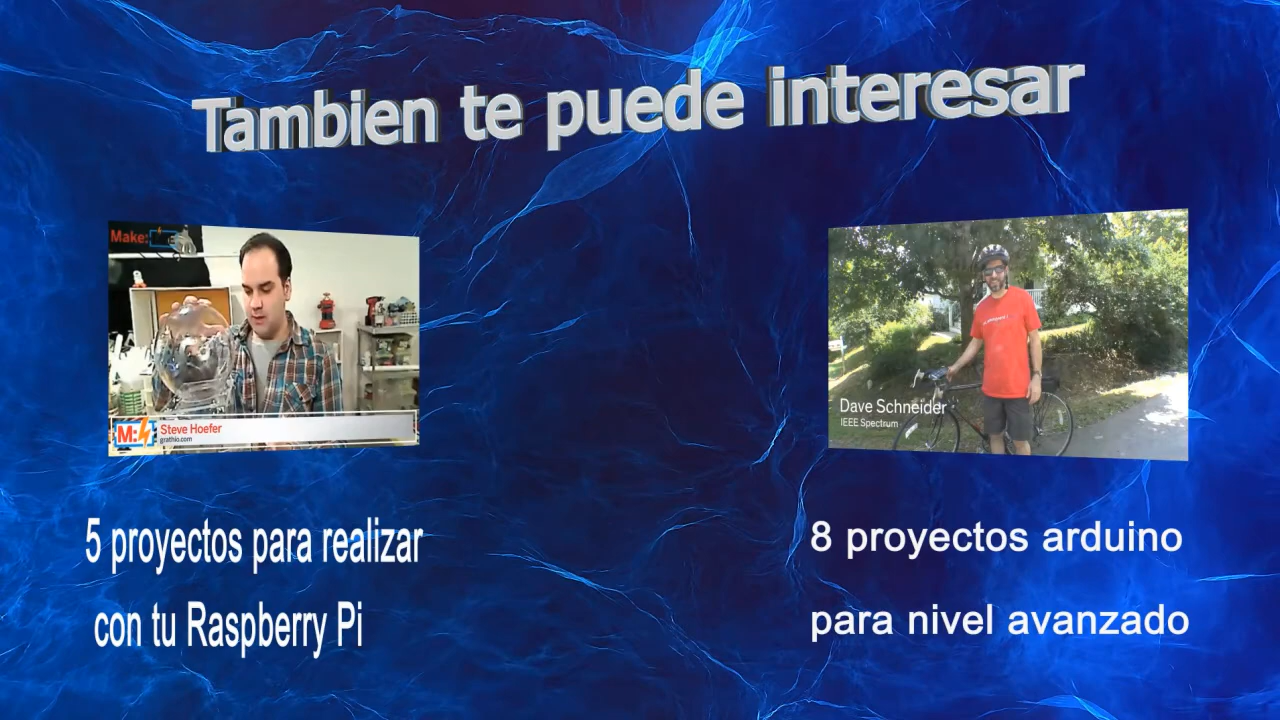 Tambien te puede interesar
Make:
M:
Steve Hoefer
grathio.com
Dave Schneider
IEEE Spectrum
5 proyectos para realizar
con tu Raspberry Pi
8 proyectos arduino
para nivel avanzado